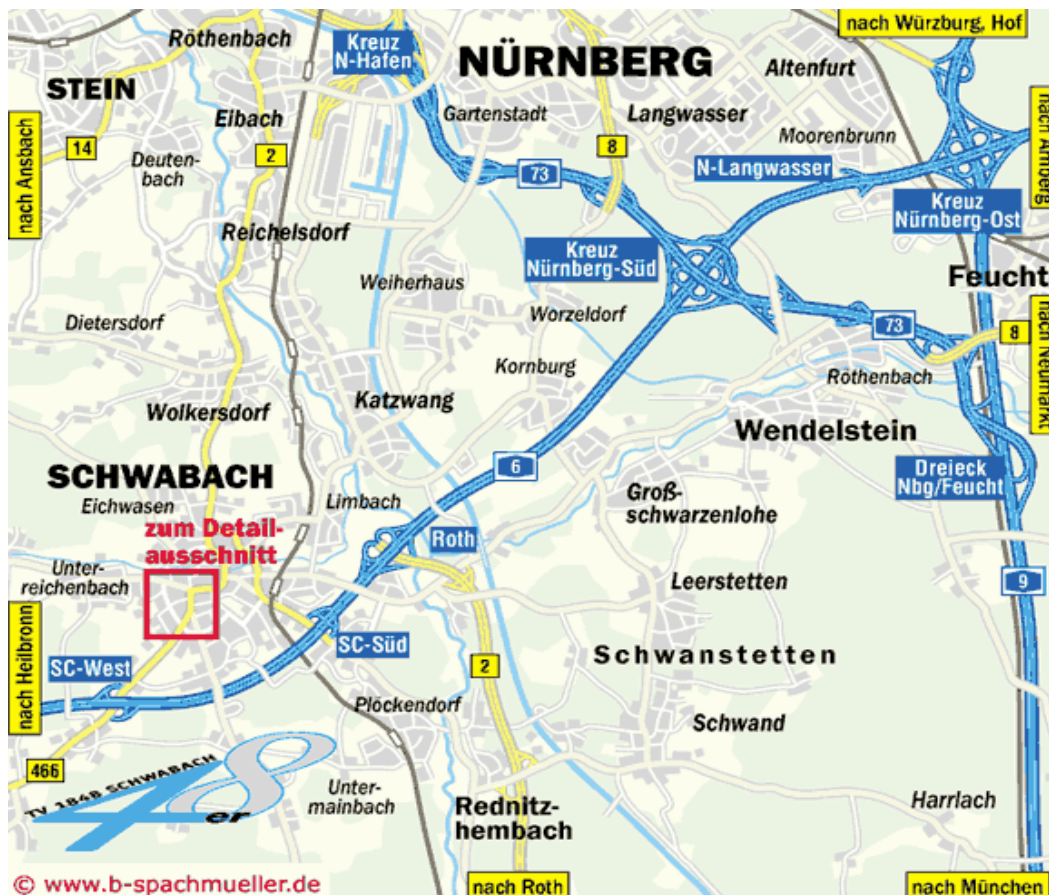 nach Würzburg, Hof
Röthenbach
Kreuz
N-Hafen
NÜRNBERG
Altenfurt
STEIN
Gartenstadt
Langwasser
nach Amberg
Eibach
Moorenbrunn
14
8
nach Ansbach
Deuten-
bach
2
73
N-Langwasser
Kreuz
Nürnberg-Ost
Reichelsdorf
Kreuz
Nürnberg-Süd
Weiherhaus
Feucht
Dietersdorf
Worzeldorf
73
8
nach Neumarkt
Kornburg
Röthenbach
Wolkersdorf
Katzwang
Wendelstein
SCHWABACH
6
Dreieck
Nbg/Feucht
Eichwasen
Limbach
Groß-
schwarzenlohe
zum Detail-
ausschnitt
Roth
Unter-
reichenbach
Leerstetten
9
nach Heilbronn
SC-West
SC-Süd
Schwanstetten
2
Plöckendorf
Schwand
466
TV 1848 SCHWABACH
48er
Unter-
mainbach
Rednitz-
hembach
Harrlach
© www.b-spachmueller.de
nach Roth
nach München